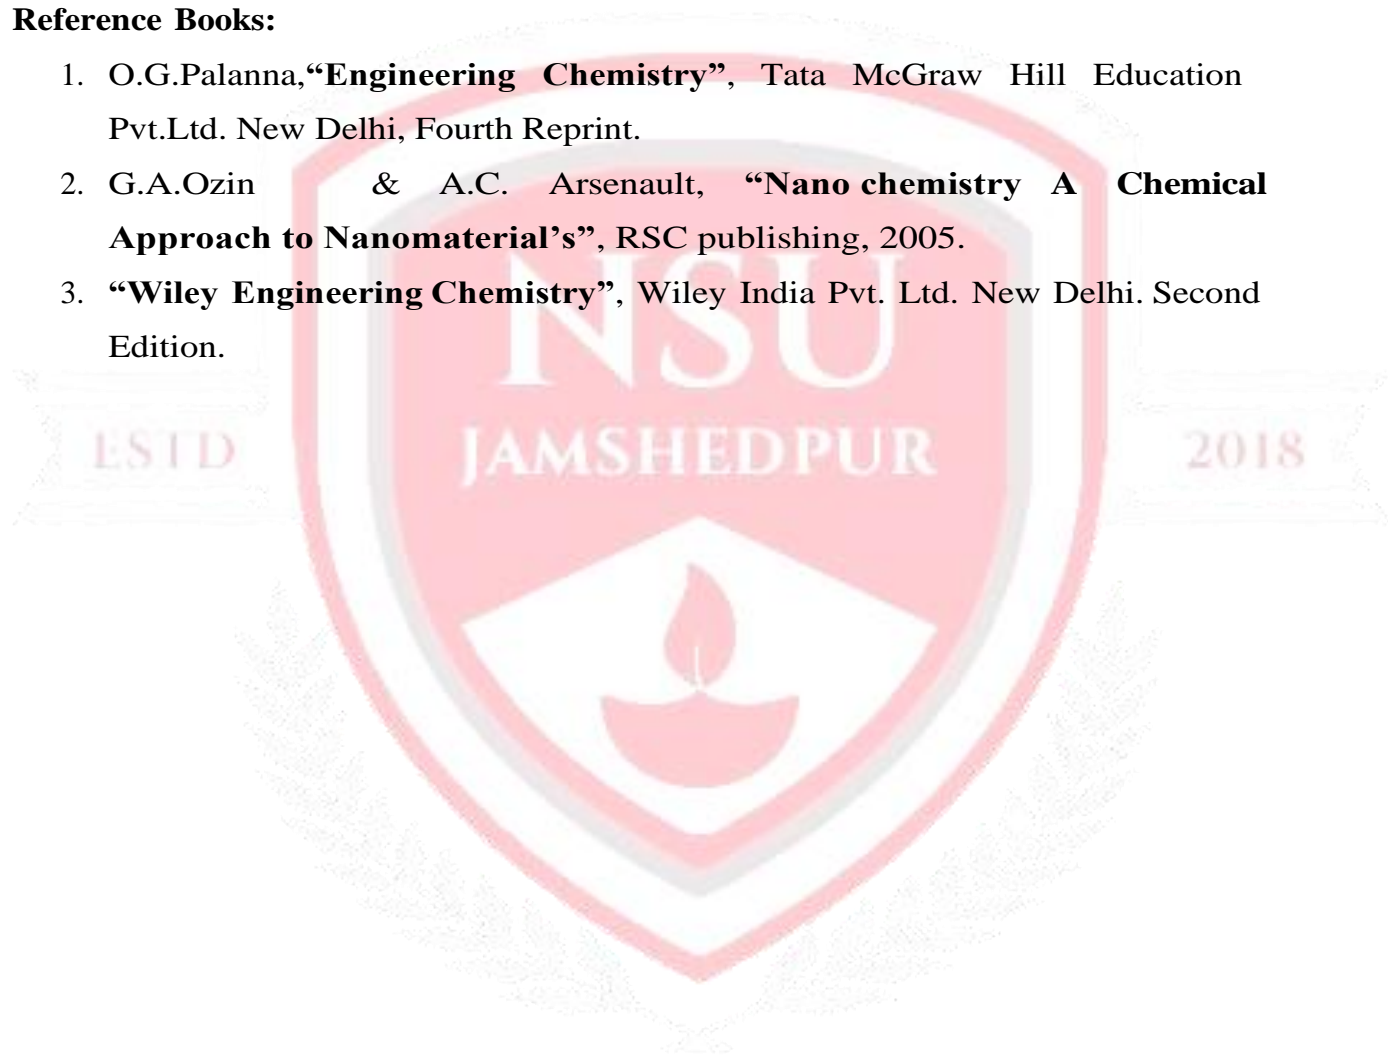 Reference Books:
1. O.G.Palanna,“Engineering Chemistry”, Tata McGraw Hill Education
Pvt.Ltd. New Delhi, Fourth Reprint.
2. G.A.Ozin & A.C. Arsenault, “Nano chemistry A Chemical
Approach to Nanomaterial’s”, RSC publishing, 2005.
3. “Wiley Engineering Chemistry”, Wiley India Pvt. Ltd. New Delhi. Second
Edition.
NSU
JAMSHEDPUR
ESTD
2018